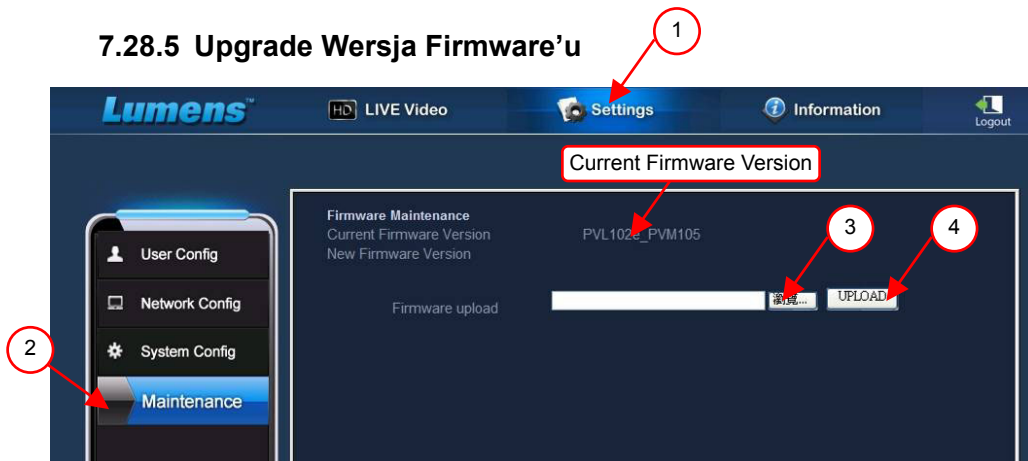 7.28.5 Upgrade Wersja Firmware'u
1
Lumens™
HD LIVE Video
Settings
Information
Logout
Current Firmware Version
Firmware Maintenance
Current Firmware Version PVL102e_PVM105
New Firmware Version
3
4
Firmware upload
瀏覽...
UPLOAD
User Config
Network Config
2
System Config
Maintenance